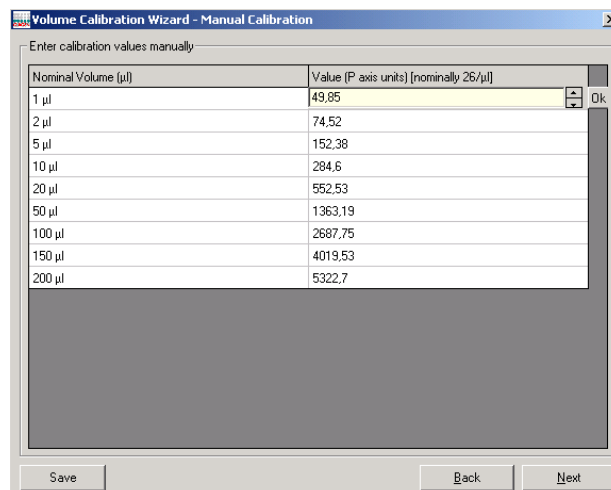 Volume Calibration Wizard - Manual Calibration
Enter calibration values manually
Nominal Volume (µl) Value (P axis units) [nominally 26/µl]
1 µl 49,85 Ok
2 µl 74,52
5 µl 152,38
10 µl 284,6
20 µl 552,53
50 µl 1363,19
100 µl 2687,75
150 µl 4019,53
200 µl 5322,7
Save Back Next